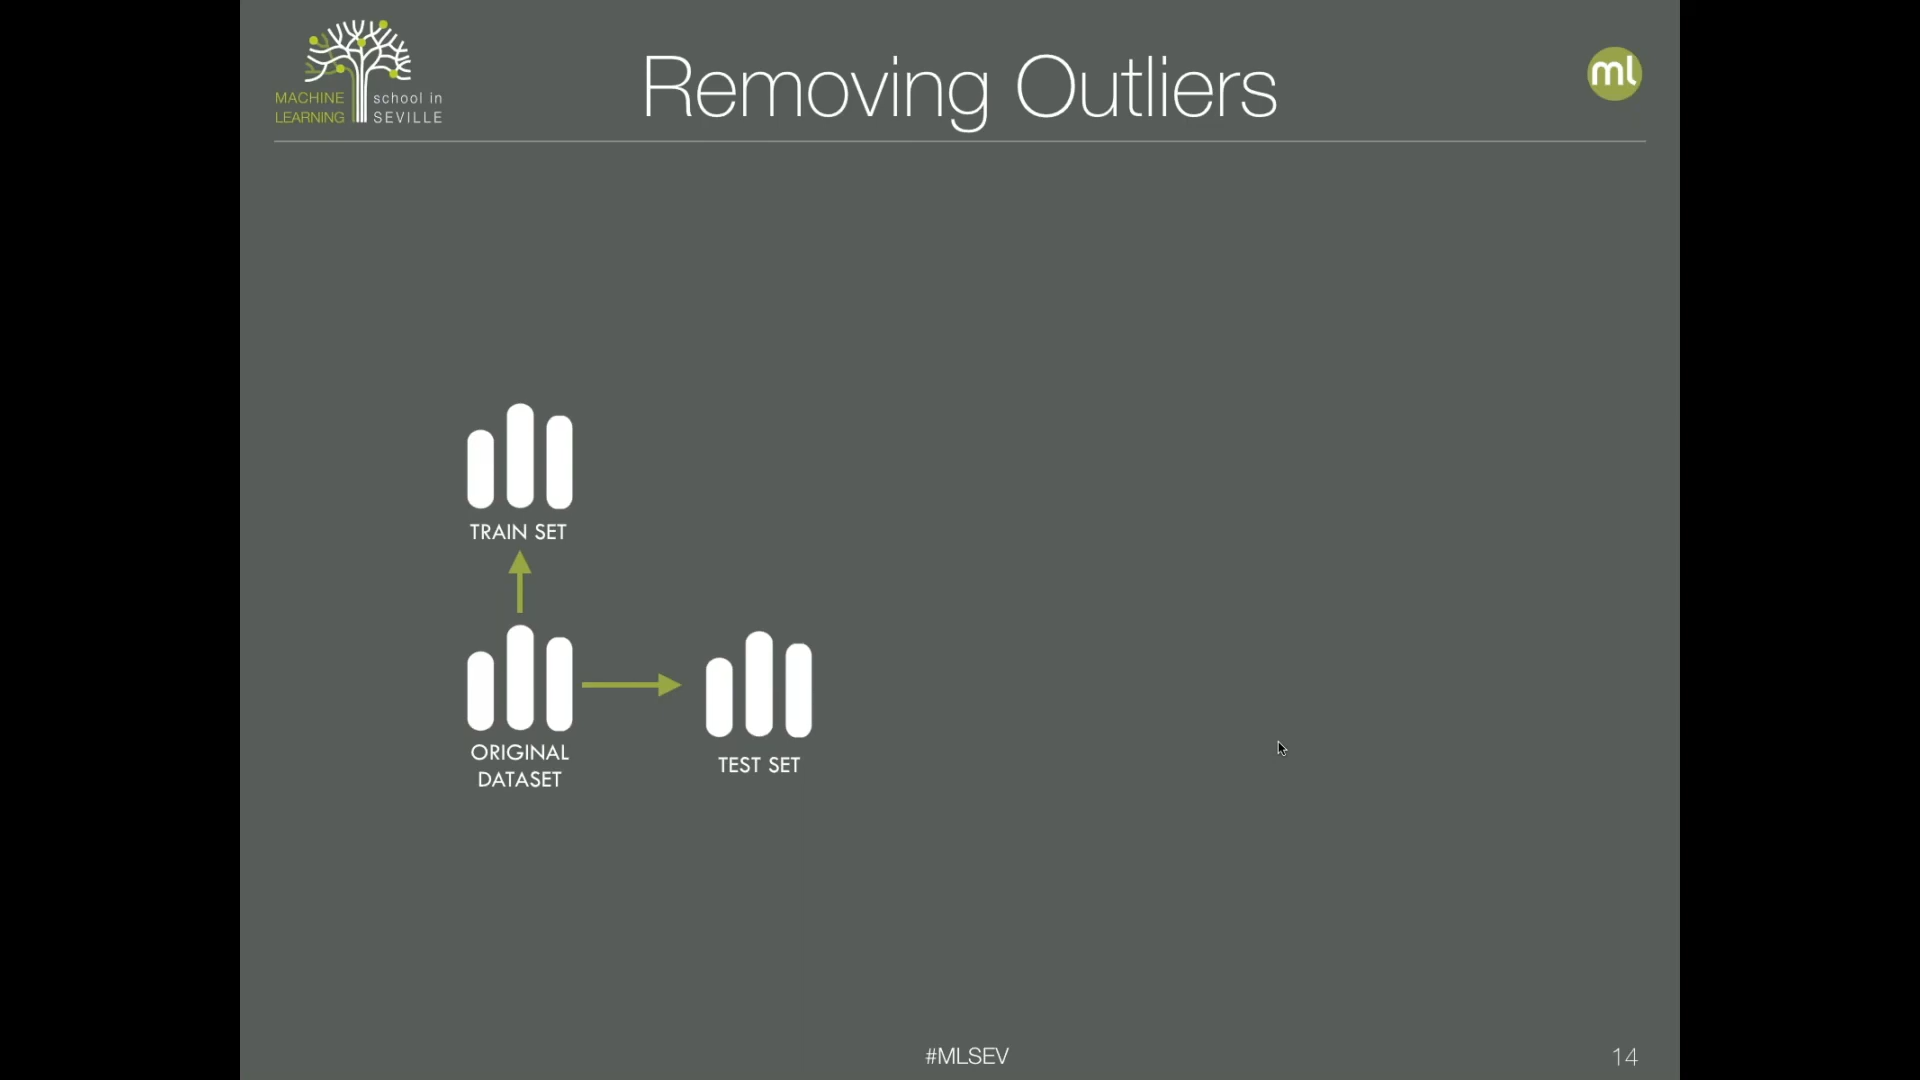 MACHINE
LEARNING
school in
SEVILLE
Removing Outliers
ml
TRAIN SET
ORIGINAL
DATASET
TEST SET
#MLSEV
14